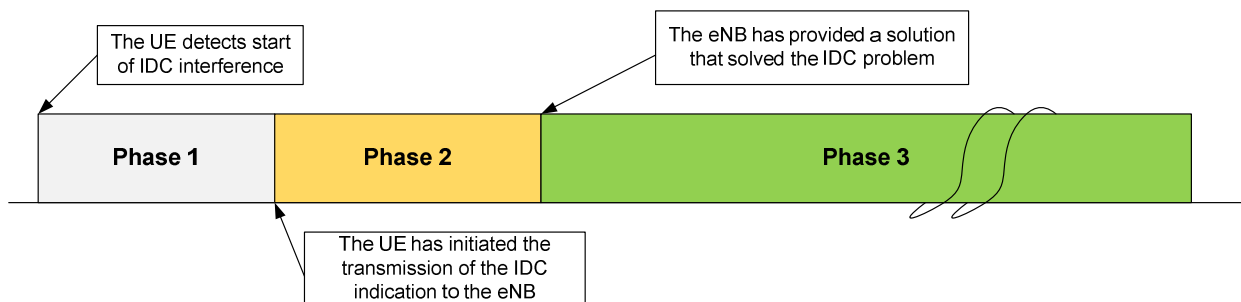 The UE detects start
of IDC interference
The eNB has provided a solution
that solved the IDC problem
Phase 1
Phase 2
Phase 3
The UE has initiated the
transmission of the IDC
indication to the eNB